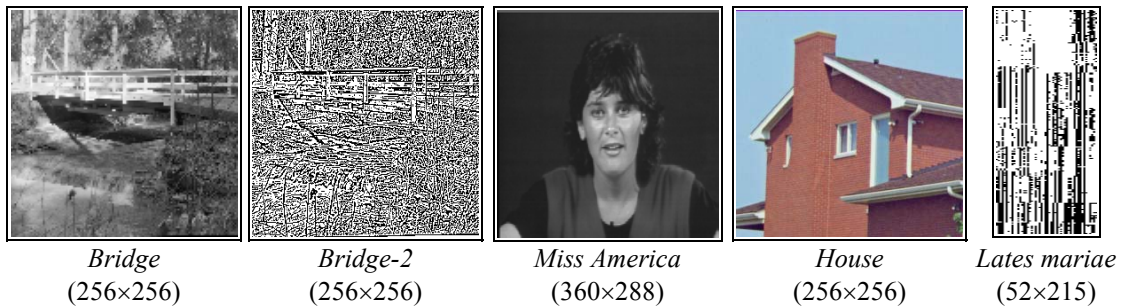 Bridge
(256×256)
Bridge-2
(256×256)
Miss America
(360×288)
House
(256×256)
Lates mariae
(52×215)